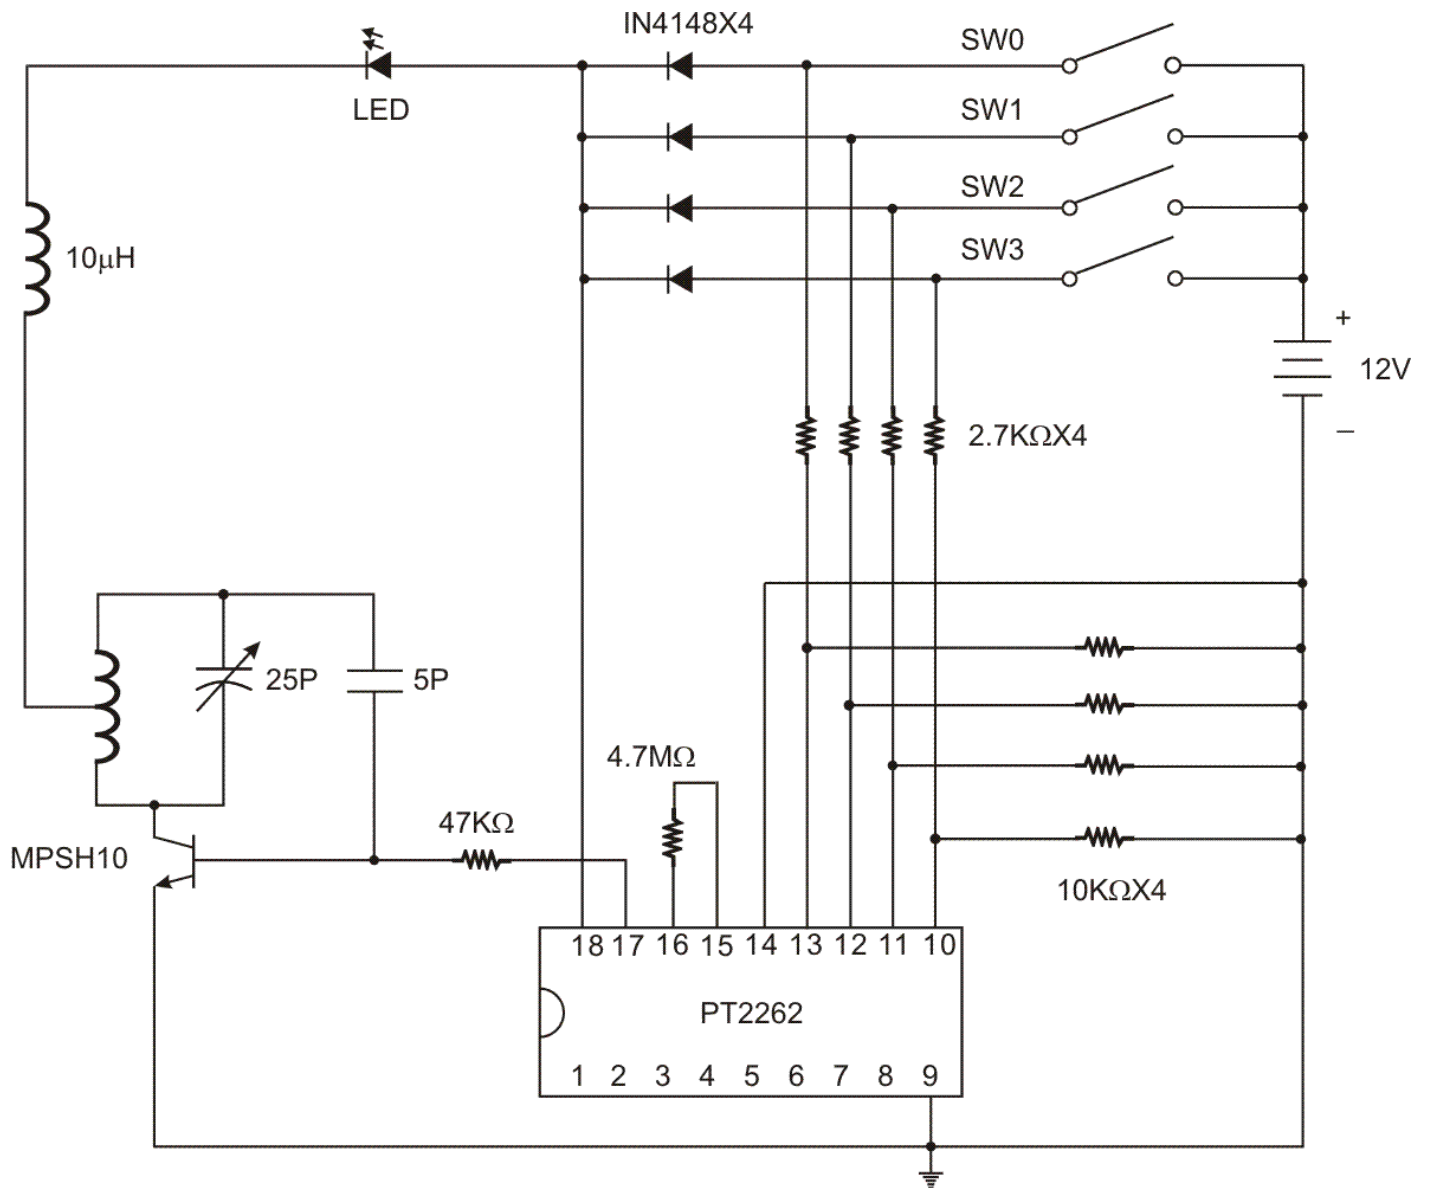 IN4148X4
SW0
LED
SW1
SW2
SW3
10μH
+
12V
2.7KΩX4
–
25P
5P
4.7MΩ
47KΩ
MPSH10
10KΩX4
18 17 16 15 14 13 12 11 10
PT2262
1 2 3 4 5 6 7 8 9